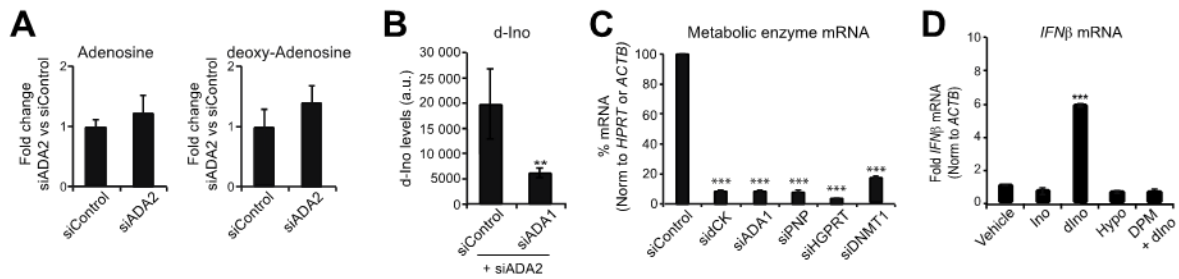 A
Adenosine
Fold change
siADA2 vs siControl
2
1
0
siControl
siADA2
deoxy-Adenosine
Fold change
siADA2 vs siControl
2
1
0
siControl
siADA2
B
d-Ino
d-Ino levels (a.u.)
30 000
25 000
20 000
15 000
10 000
5000
0
**
siControl
siADA1
+ siADA2
C
Metabolic enzyme mRNA
% mRNA
(Norm to HPRT or ACTB)
100
80
60
40
20
0
***
***
***
***
***
siControl
sidCK
siADA1
siPNP
siHGPRT
siDNMT1
D
IFNβ mRNA
Fold IFNβ mRNA
(Norm to ACTB)
10
8
6
4
2
0
***
Vehicle
Ino
dIno
Hypo
DPM
+ dIno